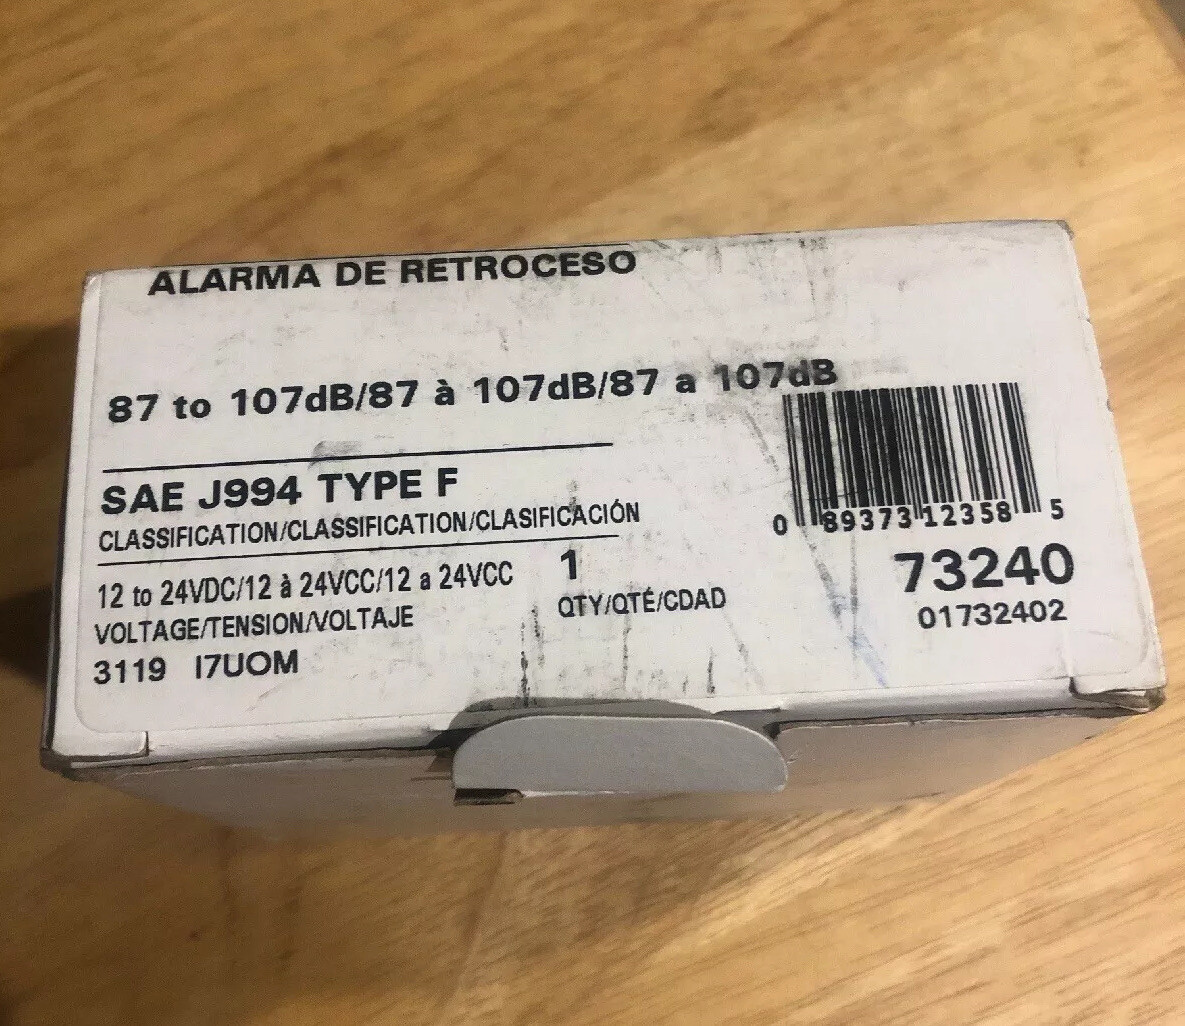 ALARMA DE RETROCESO
87 to 107dB/87 à 107dB/87 a 107dB
SAE J994 TYPE F
CLASSIFICATION/CLASSIFICATION/CLASIFICACIÓN
12 to 24VDC/12 à 24VCC/12 a 24VCC
VOLTAGE/TENSION/VOLTAJE
1
QTY/QTÉ/CDAD
3119 I7UOM
0 89373 12358 5
73240
01732402